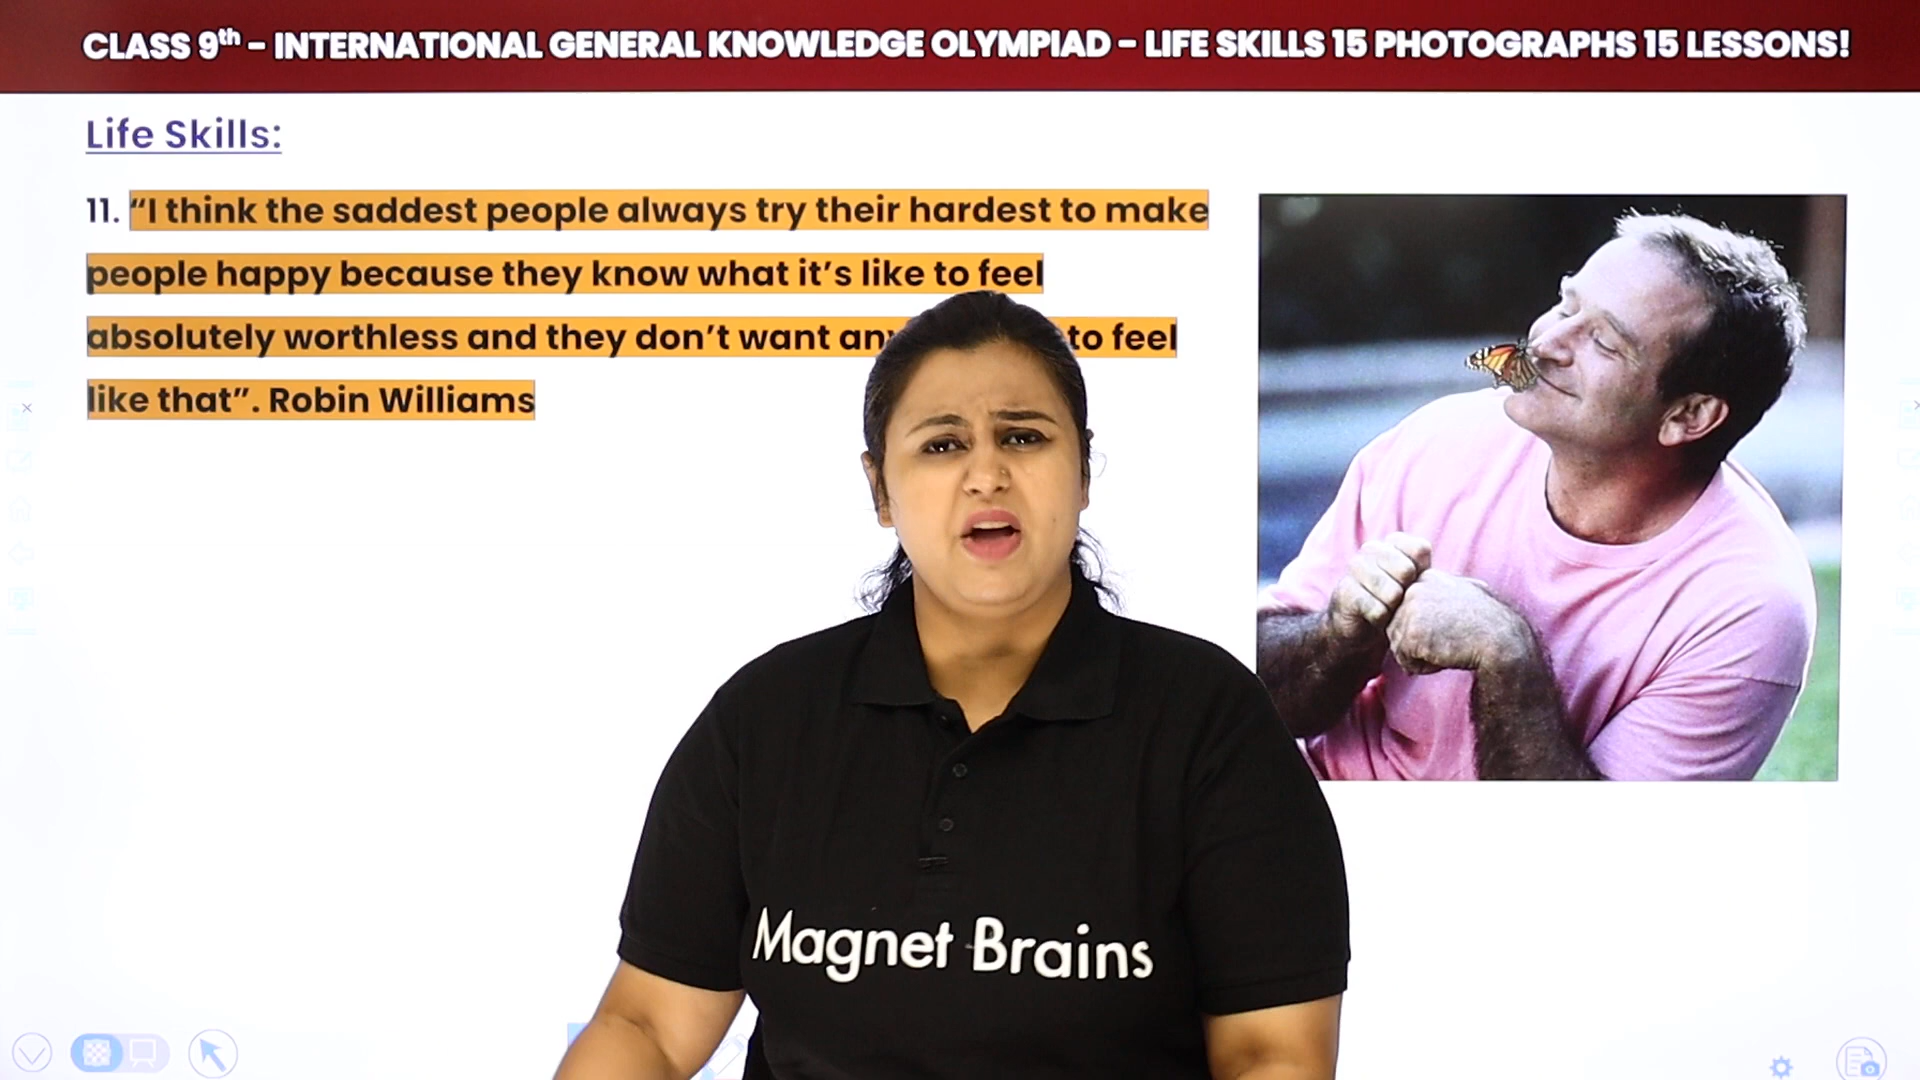 CLASS 9th – INTERNATIONAL GENERAL KNOWLEDGE OLYMPIAD – LIFE SKILLS 15 PHOTOGRAPHS 15 LESSONS!
Life Skills:
11. “I think the saddest people always try their hardest to make
people happy because they know what it’s like to feel
absolutely worthless and they don’t want to feel
like that”. Robin Williams
Magnet Brains